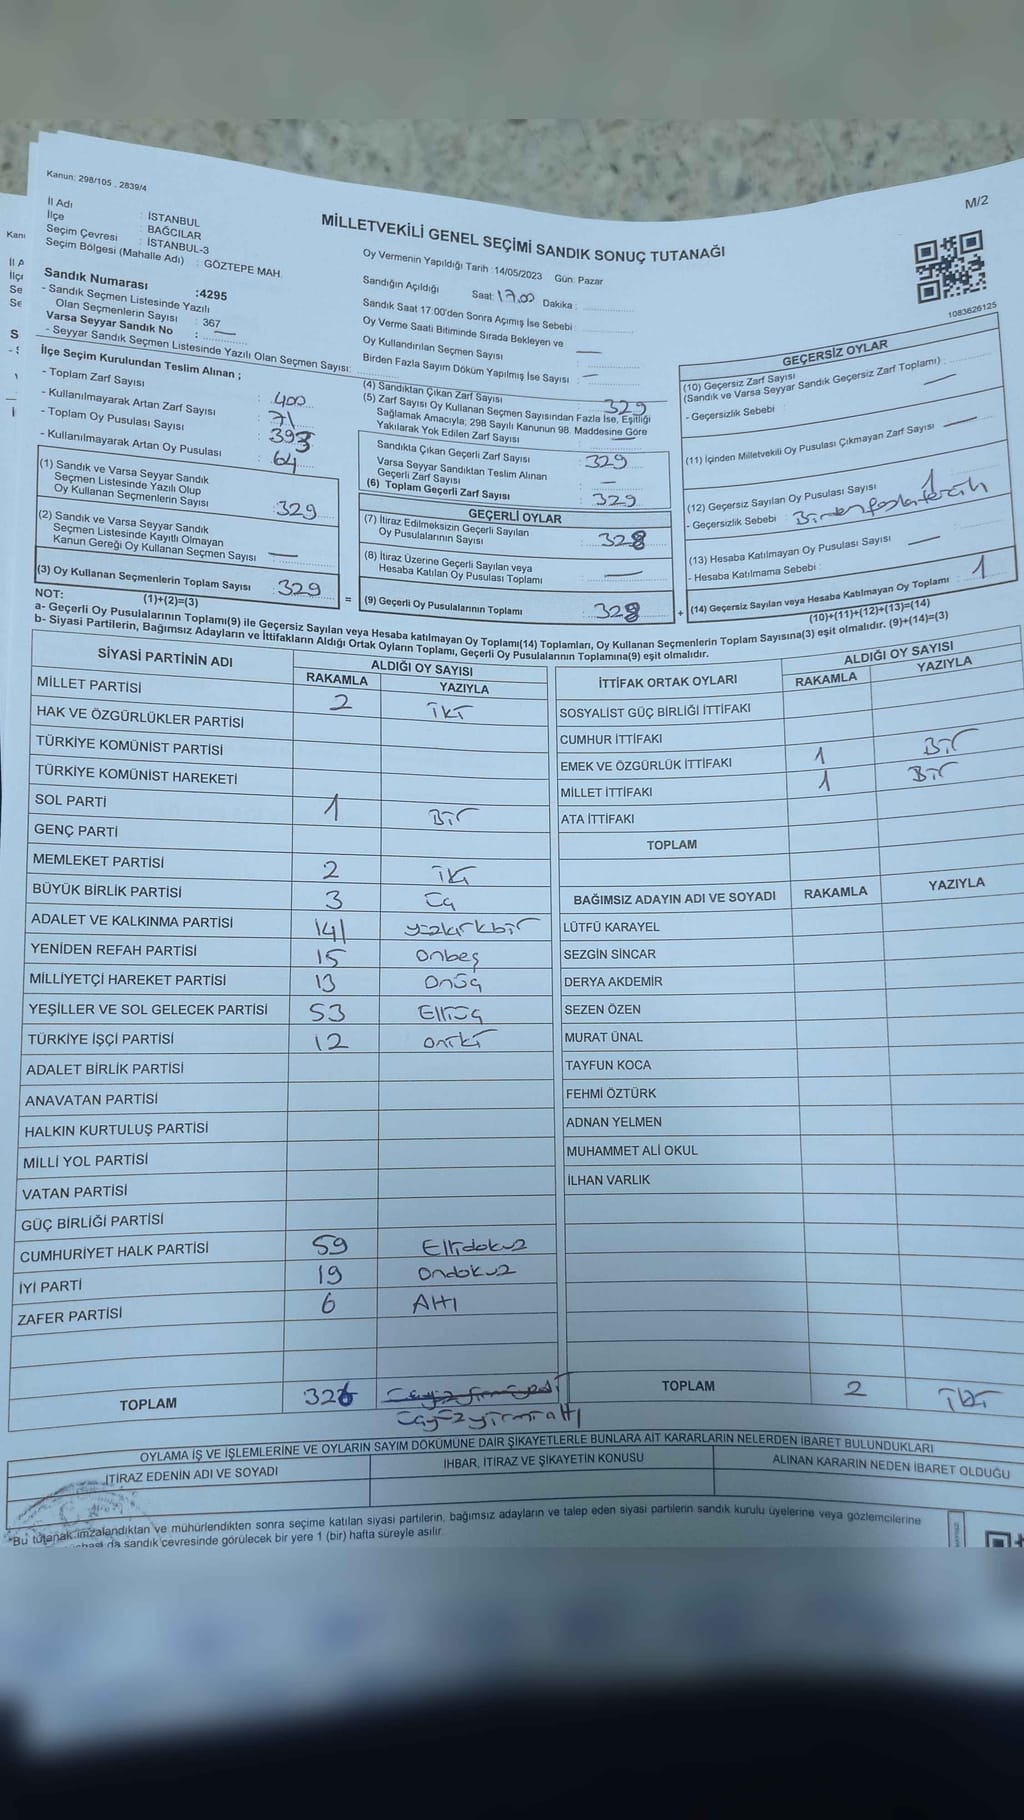 Kanun: 298/105 , 2839/4
M/2
MİLLETVEKİLİ GENEL SEÇİMİ SANDIK SONUÇ TUTANAĞI
İl Adı : İSTANBUL
İlçe : BAĞCILAR
Seçim Çevresi : İSTANBUL-3
Seçim Bölgesi (Mahalle Adı) : GÖZTEPE MAH.
Sandık Numarası :4295
- Sandık Seçmen Listesinde Yazılı
Olan Seçmenlerin Sayısı : 367
Varsa Seyyar Sandık No : —
- Seyyar Sandık Seçmen Listesinde Yazılı Olan Seçmen Sayısı:
İlçe Seçim Kurulundan Teslim Alınan ;
- Toplam Zarf Sayısı : 400
- Kullanılmayarak Artan Zarf Sayısı : 71
- Toplam Oy Pusulası Sayısı : 393
- Kullanılmayarak Artan Oy Pusulası : 64
(1) Sandık ve Varsa Seyyar Sandık
Seçmen Listesinde Yazılı Olup
Oy Kullanan Seçmenlerin Sayısı : 329
(2) Sandık ve Varsa Seyyar Sandık
Seçmen Listesinde Kayıtlı Olmayan
Kanun Gereği Oy Kullanan Seçmen Sayısı : —
(3) Oy Kullanan Seçmenlerin Toplam Sayısı : 329
(1)+(2)=(3)
Oy Vermenin Yapıldığı Tarih :14/05/2023 Gün: Pazar
Sandığın Açıldığı Saat: 17.00 Dakika :
Sandık Saat 17:00'den Sonra Açımış İse Sebebi :
Oy Verme Saati Bitiminde Sırada Bekleyen ve
Oy Kullandırılan Seçmen Sayısı : —
Birden Fazla Sayım Döküm Yapılmış İse Sayısı : —
(4) Sandıktan Çıkan Zarf Sayısı : 329
(5) Zarf Sayısı Oy Kullanan Seçmen Sayısından Fazla İse, Eşitliği
Sağlamak Amacıyla; 298 Sayılı Kanunun 98. Maddesine Göre
Yakılarak Yok Edilen Zarf Sayısı : —
Sandıkta Çıkan Geçerli Zarf Sayısı : 329
Varsa Seyyar Sandıktan Teslim Alınan
Geçerli Zarf Sayısı : —
(6) Toplam Geçerli Zarf Sayısı : 329
GEÇERLİ OYLAR
(7) İtiraz Edilmeksizin Geçerli Sayılan
Oy Pusulalarının Sayısı : 328
(8) İtiraz Üzerine Geçerli Sayılan veya
Hesaba Katılan Oy Pusulası Toplamı : —
= (9) Geçerli Oy Pusulalarının Toplamı : 328
1083626125
GEÇERSİZ OYLAR
(10) Geçersiz Zarf Sayısı
(Sandık ve Varsa Seyyar Sandık Geçersiz Zarf Toplamı) : —
- Geçersizlik Sebebi :
(11) İçinden Milletvekili Oy Pusulası Çıkmayan Zarf Sayısı : —
(12) Geçersiz Sayılan Oy Pusulası Sayısı : 1
- Geçersizlik Sebebi : Birden fazla tercih
(13) Hesaba Katılmayan Oy Pusulası Sayısı : —
- Hesaba Katılmama Sebebi :
+ (14) Geçersiz Sayılan veya Hesaba Katılmayan Oy Toplamı : 1
(10)+(11)+(12)+(13)=(14)
NOT:
a- Geçerli Oy Pusulalarının Toplamı(9) ile Geçersiz Sayılan veya Hesaba katılmayan Oy Toplamı(14) Toplamları, Oy Kullanan Seçmenlerin Toplam Sayısına(3) eşit olmalıdır. (9)+(14)=(3)
b- Siyasi Partilerin, Bağımsız Adayların ve İttifakların Aldığı Ortak Oyların Toplamı, Geçerli Oy Pusulalarının Toplamına(9) eşit olmalıdır.
SİYASİ PARTİNİN ADI ALDIĞI OY SAYISI
RAKAMLA YAZIYLA
MİLLET PARTİSİ 2 iki
HAK VE ÖZGÜRLÜKLER PARTİSİ
TÜRKİYE KOMÜNİST PARTİSİ
TÜRKİYE KOMÜNİST HAREKETİ
SOL PARTİ 1 Bir
GENÇ PARTİ
MEMLEKET PARTİSİ 2 iki
BÜYÜK BİRLİK PARTİSİ 3 üç
ADALET VE KALKINMA PARTİSİ 141 yüzkırkbir
YENİDEN REFAH PARTİSİ 15 onbeş
MİLLİYETÇİ HAREKET PARTİSİ 13 onüç
YEŞİLLER VE SOL GELECEK PARTİSİ 53 Elliüç
TÜRKİYE İŞÇİ PARTİSİ 12 oniki
ADALET BİRLİK PARTİSİ
ANAVATAN PARTİSİ
HALKIN KURTULUŞ PARTİSİ
MİLLİ YOL PARTİSİ
VATAN PARTİSİ
GÜÇ BİRLİĞİ PARTİSİ
CUMHURİYET HALK PARTİSİ 59 Ellidokuz
İYİ PARTİ 19 ondokuz
ZAFER PARTİSİ 6 Altı
TOPLAM 326
üçyüzyirmialtı
İTTİFAK ORTAK OYLARI ALDIĞI OY SAYISI
RAKAMLA YAZIYLA
SOSYALİST GÜÇ BİRLİĞİ İTTİFAKI
CUMHUR İTTİFAKI
EMEK VE ÖZGÜRLÜK İTTİFAKI 1 Bir
MİLLET İTTİFAKI 1 Bir
ATA İTTİFAKI
TOPLAM
BAĞIMSIZ ADAYIN ADI VE SOYADI RAKAMLA YAZIYLA
LÜTFÜ KARAYEL
SEZGİN SİNCAR
DERYA AKDEMİR
SEZEN ÖZEN
MURAT ÜNAL
TAYFUN KOCA
FEHMİ ÖZTÜRK
ADNAN YELMEN
MUHAMMET ALİ OKUL
İLHAN VARLIK
TOPLAM 2 iki
OYLAMA İŞ VE İŞLEMLERİNE VE OYLARIN SAYIM DÖKÜMÜNE DAİR ŞİKAYETLERLE BUNLARA AİT KARARLARIN NELERDEN İBARET BULUNDUKLARI
İTİRAZ EDENİN ADI VE SOYADI IHBAR, İTİRAZ VE ŞİKAYETİN KONUSU ALINAN KARARIN NEDEN İBARET OLDUĞU
*Bu tutanak imzalandıktan ve mühürlendikten sonra seçime katılan siyasi partilerin, bağımsız adayların ve talep eden siyasi partilerin sandık kurulu üyelerine veya gözlemcilerine
da sandık çevresinde görülecek bir yere 1 (bir) hafta süreyle asılır.